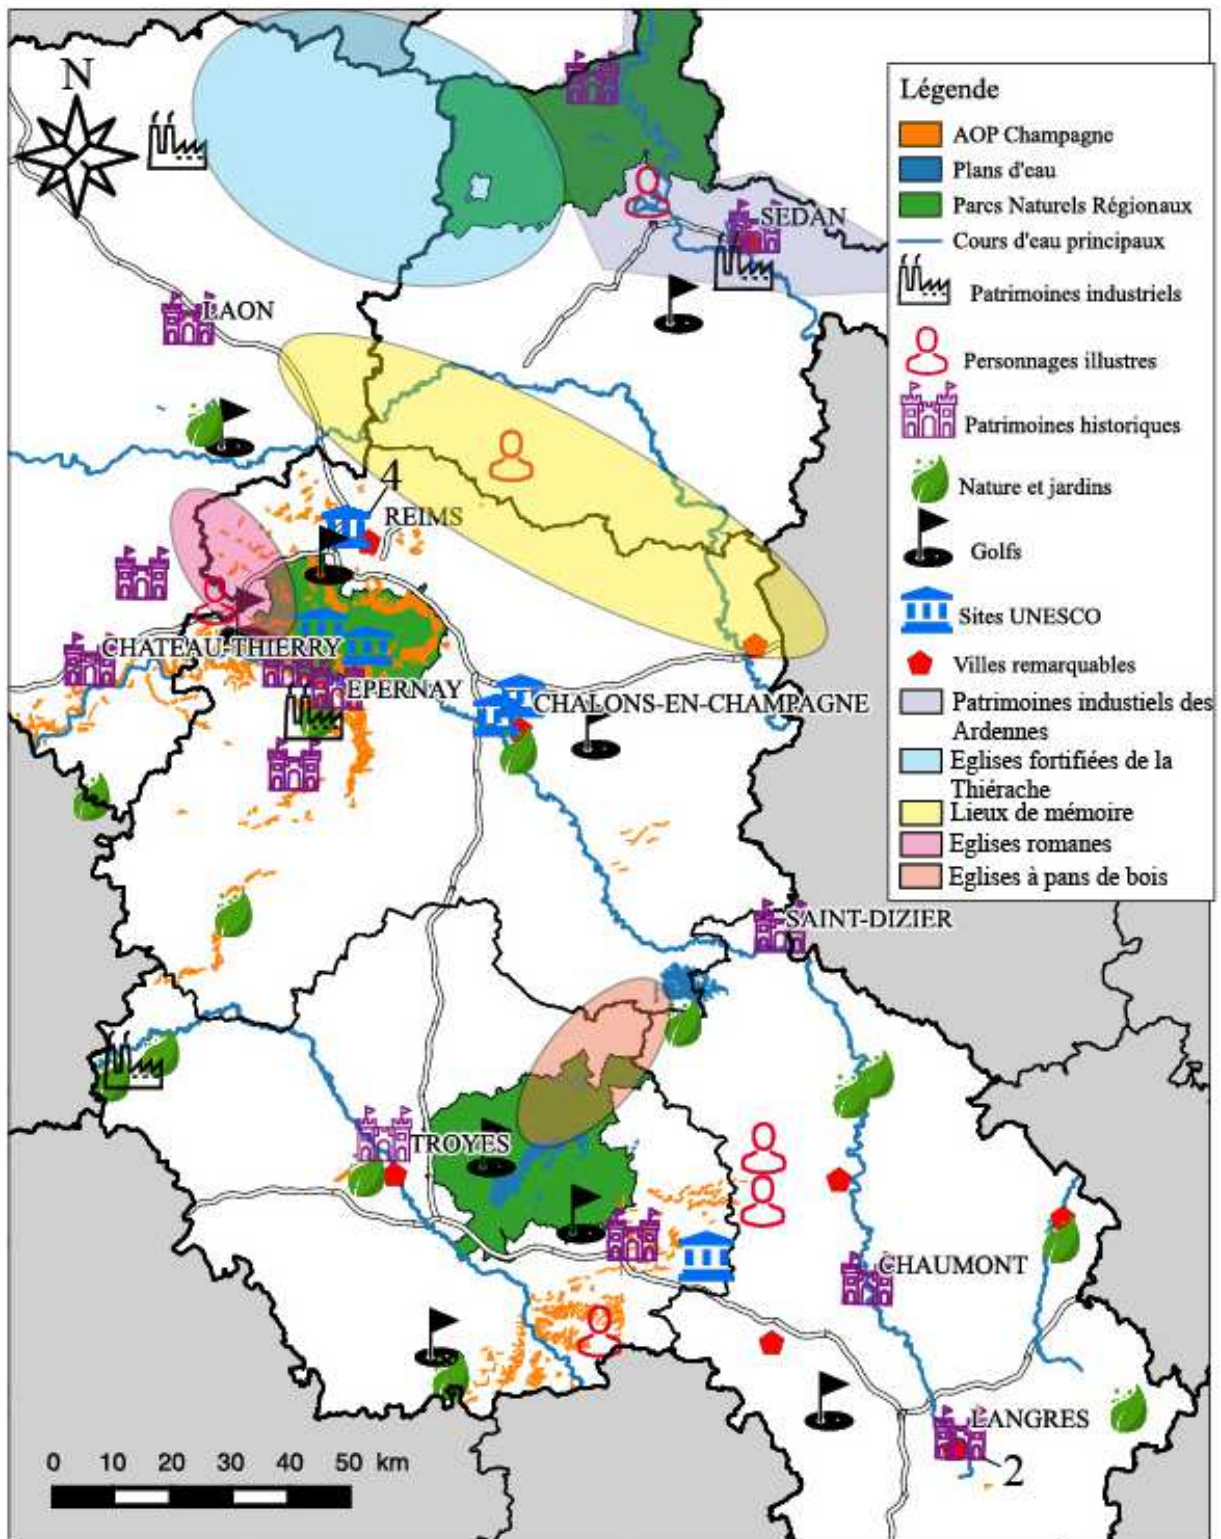 N
Légende
AOP Champagne
Plans d'eau
Parcs Naturels Régionaux
Cours d'eau principaux
Patrimoines industriels
Personnages illustres
Patrimoines historiques
Nature et jardins
Golfs
Sites UNESCO
Villes remarquables
Patrimoines industiels des
Ardennes
Eglises fortifiées de la
Thiérache
Lieux de mémoire
Eglises romanes
Eglises à pans de bois
SEDAN
LAON
4
REIMS
CHATEAU-THIERRY
EPERNAY
CHALONS-EN-CHAMPAGNE
SAINT-DIZIER
TROYES
CHAUMONT
LANGRES
2
0 10 20 30 40 50 km